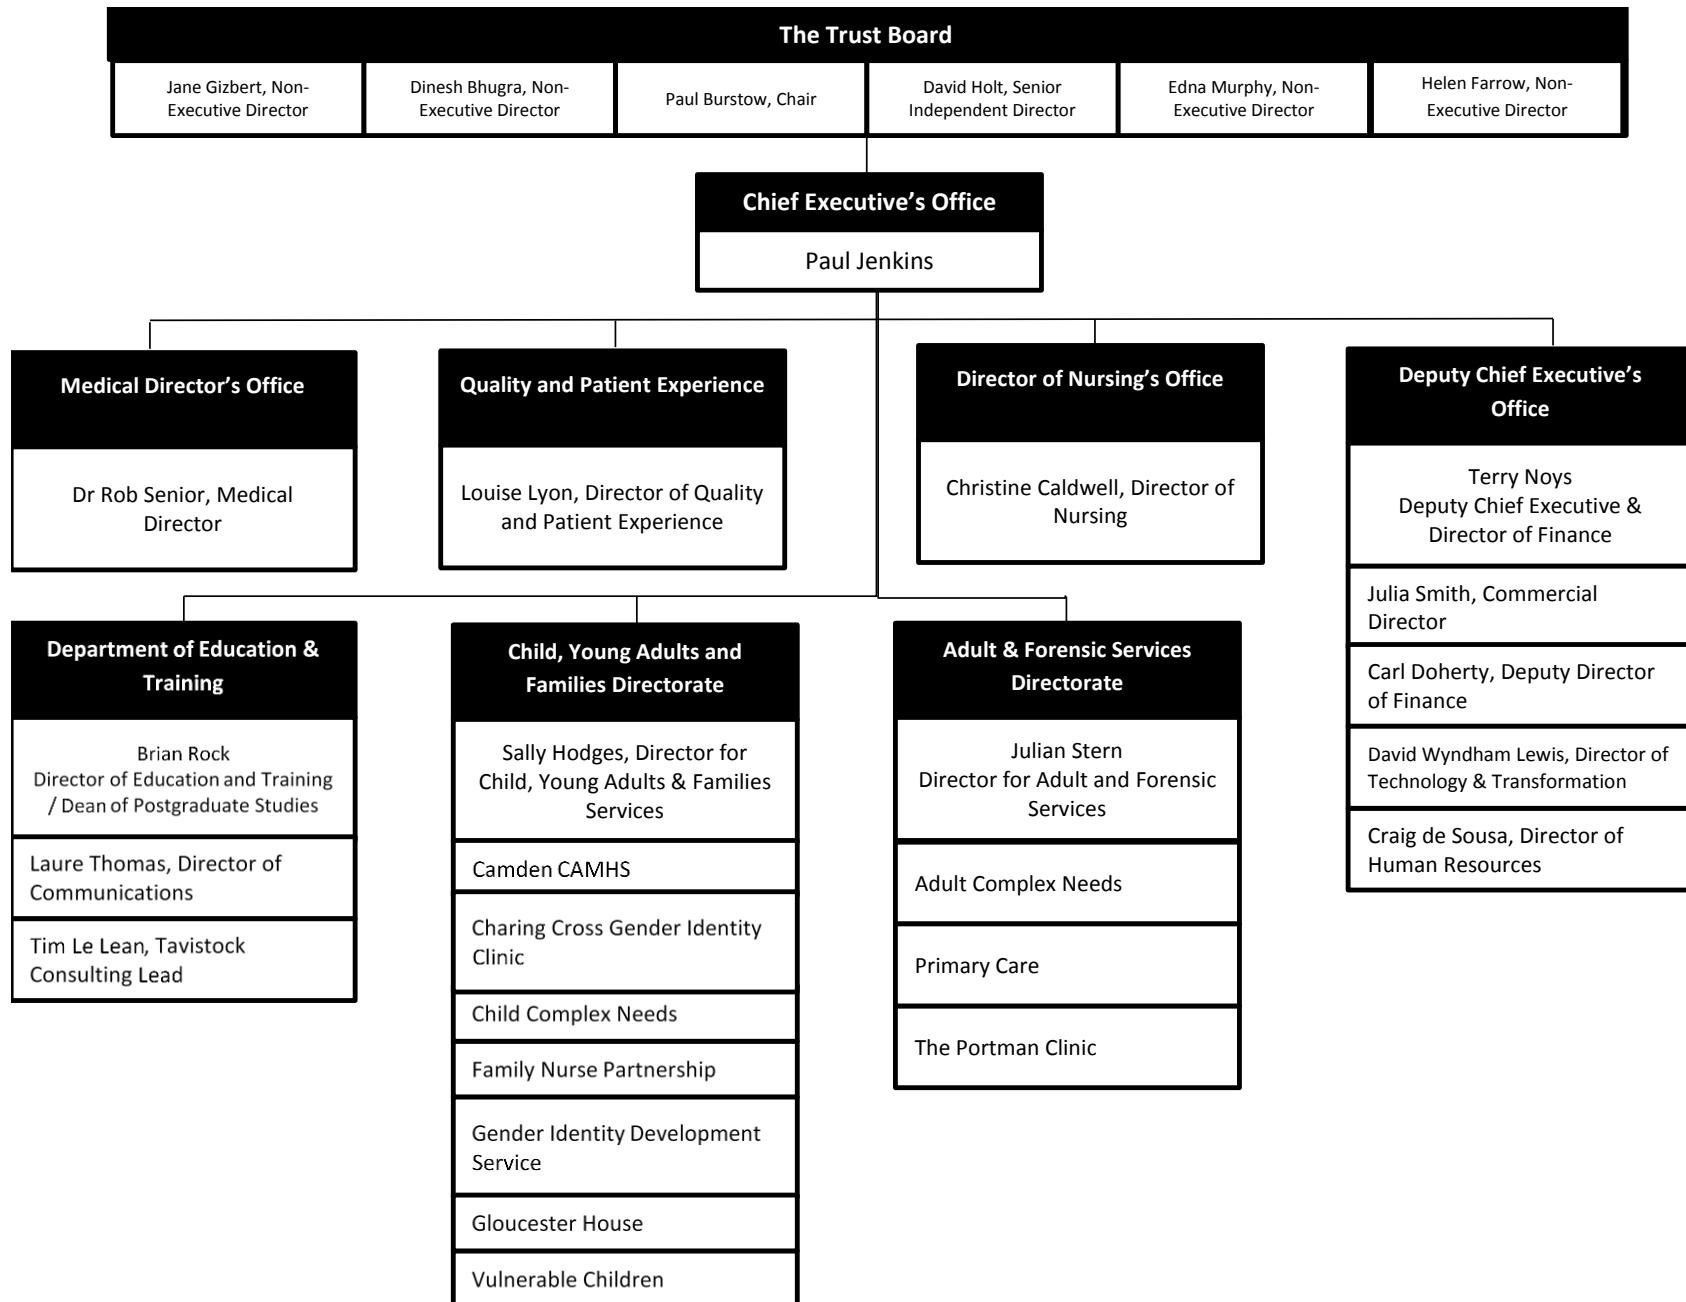 The Trust Board
Jane Gizbert, Non-
Executive Director
Dinesh Bhugra, Non-
Executive Director
Paul Burstow, Chair
David Holt, Senior
Independent Director
Edna Murphy, Non-
Executive Director
Helen Farrow, Non-
Executive Director
Chief Executive’s Office
Paul Jenkins
Medical Director’s Office
Dr Rob Senior, Medical
Director
Quality and Patient Experience
Louise Lyon, Director of Quality
and Patient Experience
Director of Nursing’s Office
Christine Caldwell, Director of
Nursing
Deputy Chief Executive’s
Office
Terry Noys
Deputy Chief Executive &
Director of Finance
Julia Smith, Commercial
Director
Carl Doherty, Deputy Director
of Finance
David Wyndham Lewis, Director of
Technology & Transformation
Craig de Sousa, Director of
Human Resources
Department of Education &
Training
Brian Rock
Director of Education and Training
/ Dean of Postgraduate Studies
Laure Thomas, Director of
Communications
Tim Le Lean, Tavistock
Consulting Lead
Child, Young Adults and
Families Directorate
Sally Hodges, Director for
Child, Young Adults & Families
Services
Camden CAMHS
Charing Cross Gender Identity
Clinic
Child Complex Needs
Family Nurse Partnership
Gender Identity Development
Service
Gloucester House
Vulnerable Children
Adult & Forensic Services
Directorate
Julian Stern
Director for Adult and Forensic
Services
Adult Complex Needs
Primary Care
The Portman Clinic